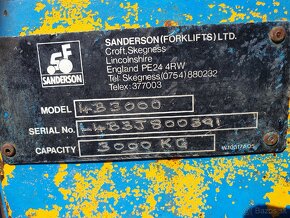 SANDERSON
SANDERSON (FORKLIFTS) LTD.
Croft, Skegness
Lincolnshire
England PE24 4RW
Tel: Skegness (0754) 880232
Telex: 377003
MODEL 4B3000
SERIAL No.
CAPACITY 3000 KG